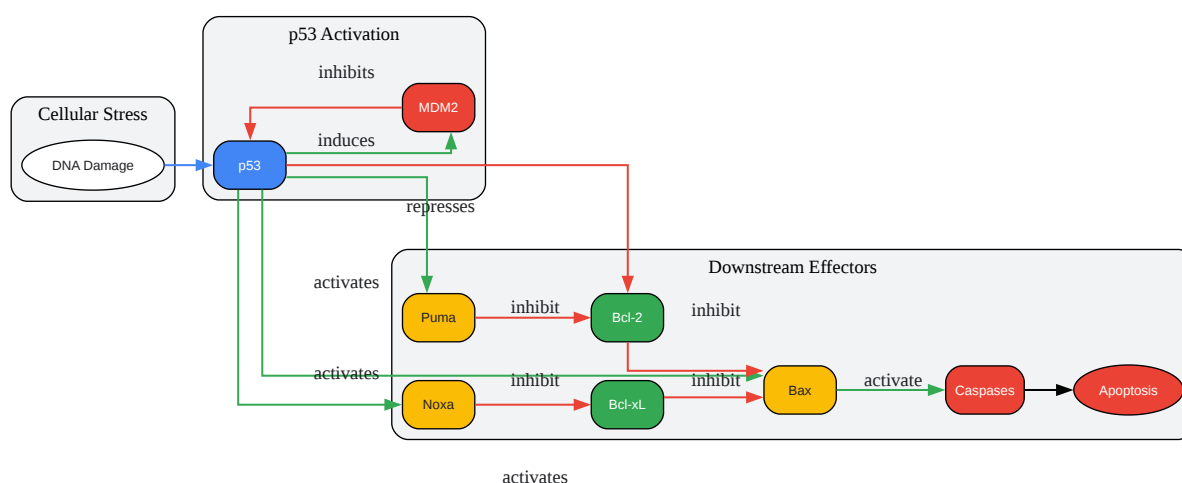 p53 Activation
inhibits
MDM2
Cellular Stress
DNA Damage
induces
p53
represses
Downstream Effectors
activates
Puma
inhibit
Bcl-2
inhibit
activates
Noxa
inhibit
Bcl-xL
inhibit
Bax
activate
Caspases
Apoptosis
activates